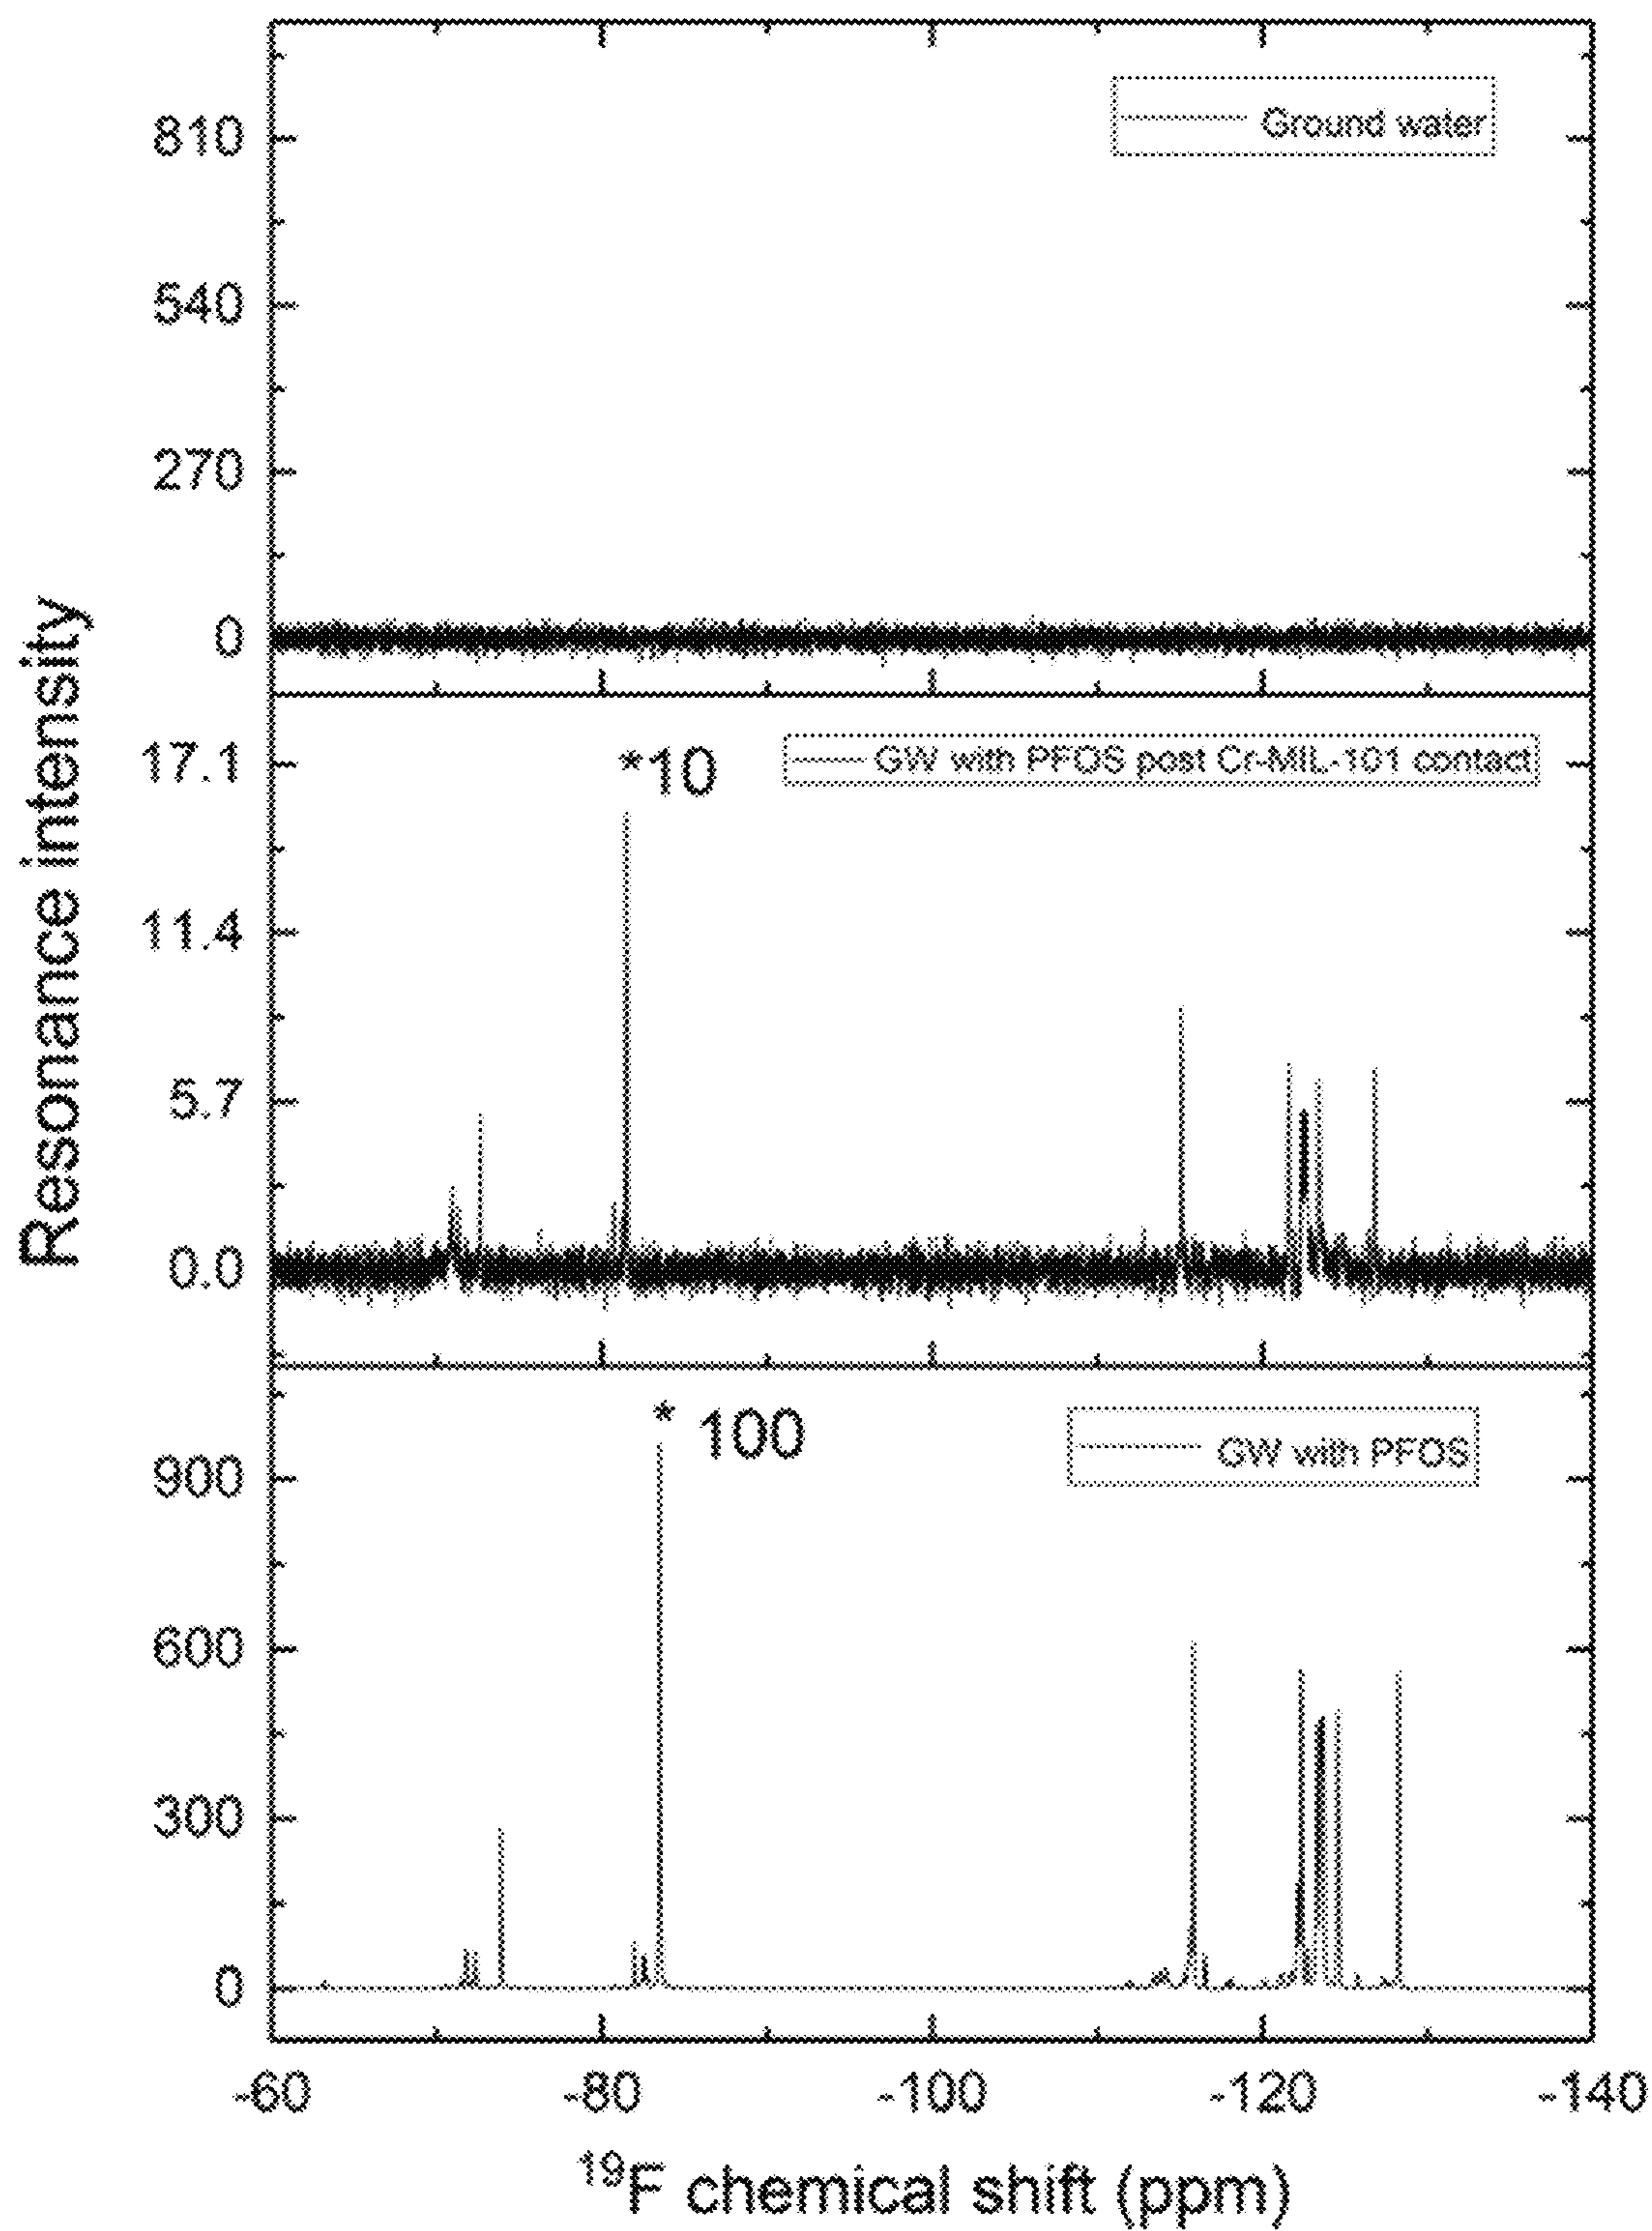 810
Ground water
540
270
0
Resonance intensity
17.1
*10
GW with PFOS post Cr-MIL-101 contact
11.4
5.7
0.0
* 100
GW with PFOS
900
600
300
0
-60 -80 -100 -120 -140
19F chemical shift (ppm)